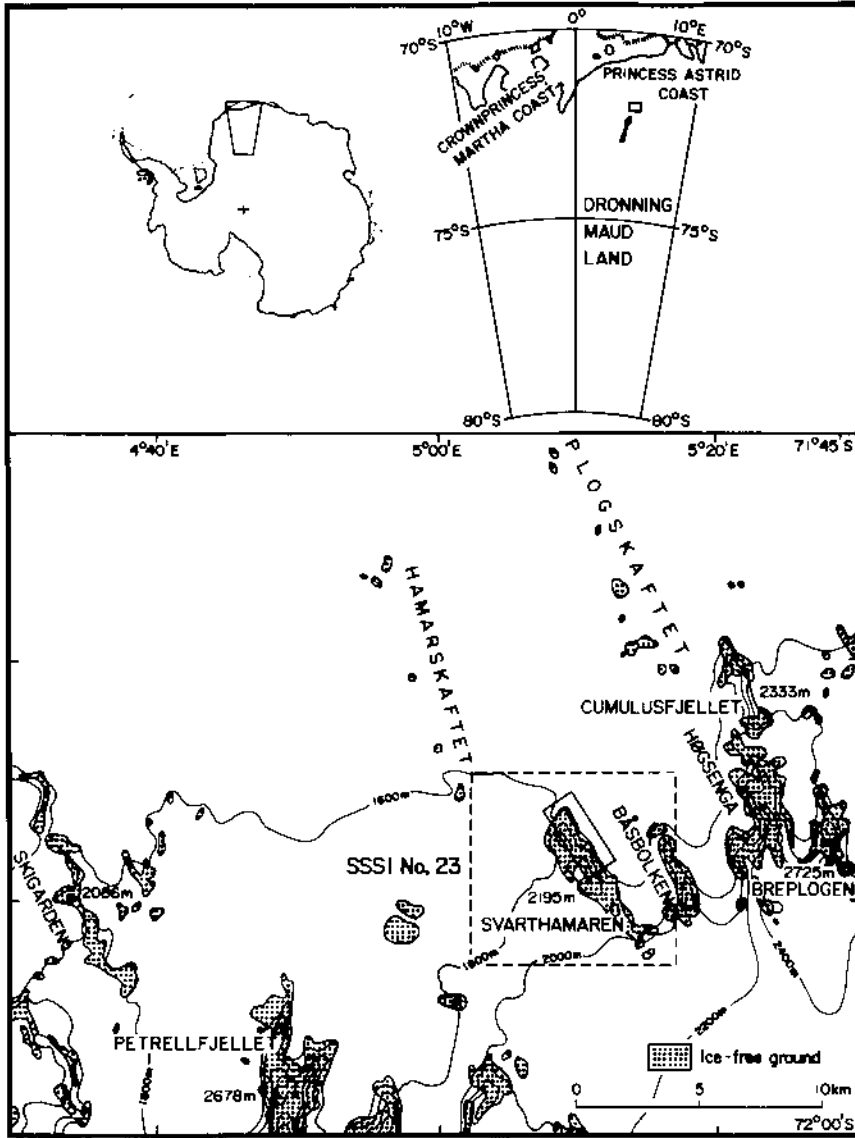 10°W
0°
10°E
70°S
70°S
CROWNPRINCESS
MARTHA COAST
PRINCESS ASTRID
COAST
75°S
DRONNING
MAUD
LAND
75°S
80°S
80°S
4°40'E
5°00'E
5°20'E
71°45'S
PLOGSKAFTET
HAMARSKAFTET
2333m
CUMULUSFJELLET
HØGSENGA
1600m
BÅSBOLKEN
SSSI No, 23
SKIGARDEN
2086m
2195m
2725m
BREPLOGEN
SVARTHAMAREN
1800m
2000m
2400m
2200m
PETRELLFJELLET
1800m
Ice-free ground
2678m
0
5
10km
72°00'S